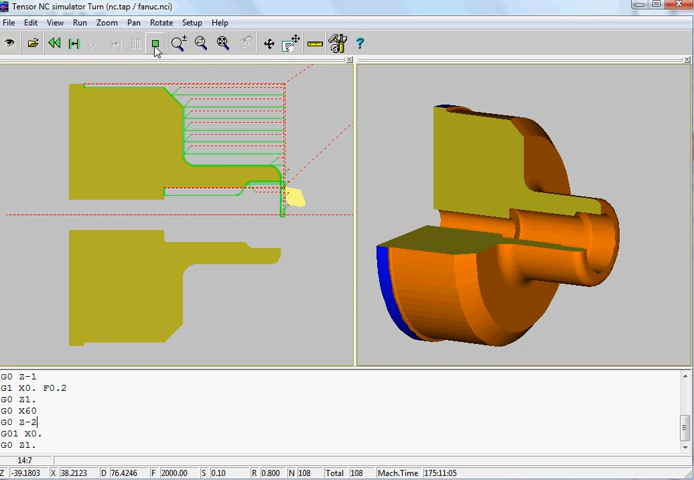 Tensor NC simulator Turn (nc.tap / fanuc.nci)
File Edit View Run Zoom Pan Rotate Setup Help
G0 Z-1
G1 X0. F0.2
G0 Z1.
G0 X60
G0 Z-2
G01 X0.
G0 Z1.
14:7
Z -39.1803 X 38.2123 D 76.4246 F 2000.00 S 0.10 R 0.800 N 108 Total 108 Mach.Time 175:11:05